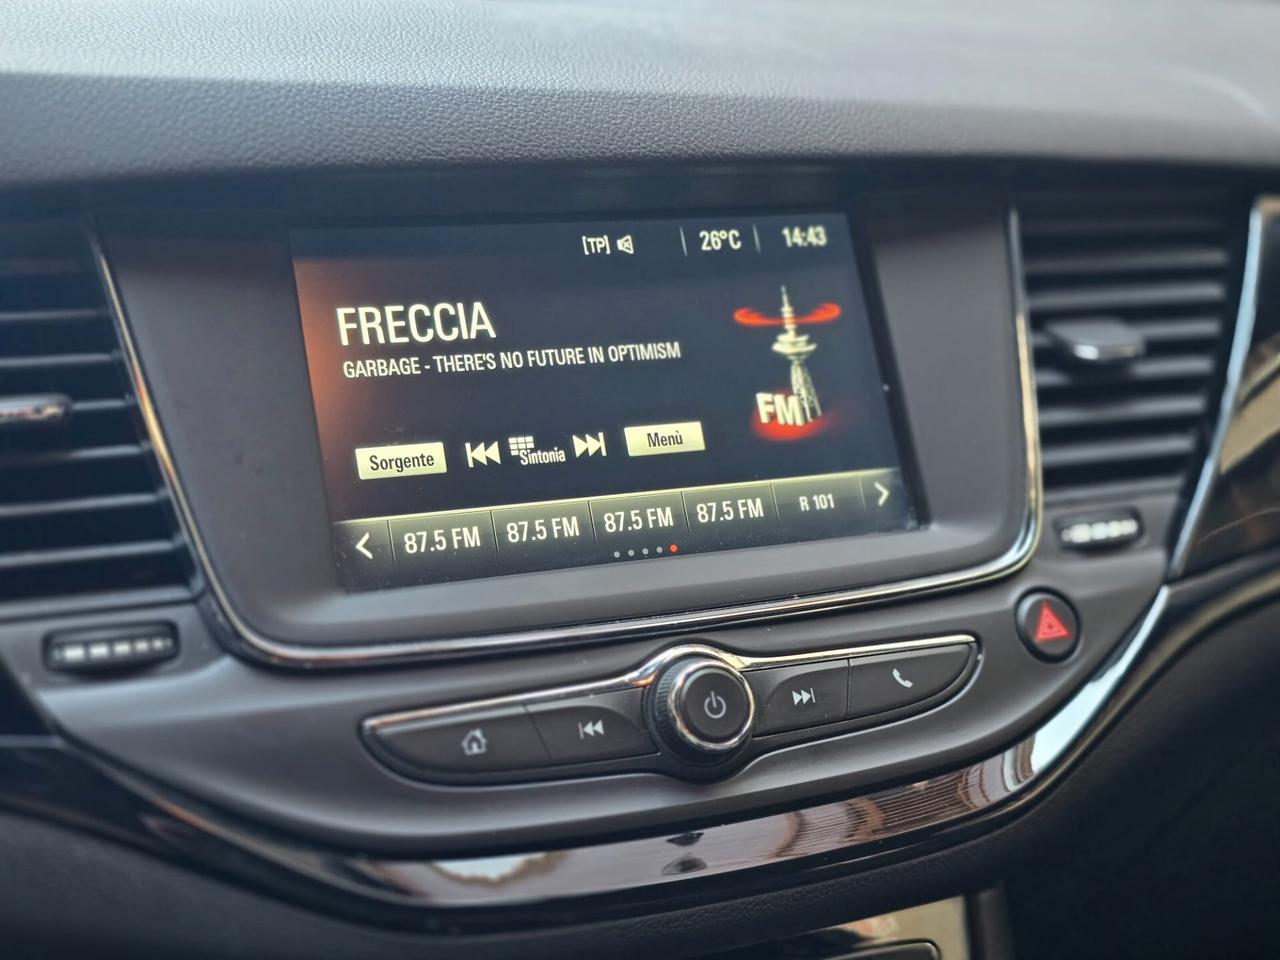 [TP] 26°C 14:43
FRECCIA
GARBAGE - THERE'S NO FUTURE IN OPTIMISM
FM
Sorgente Sintonia Menù
87.5 FM 87.5 FM 87.5 FM 87.5 FM R 101